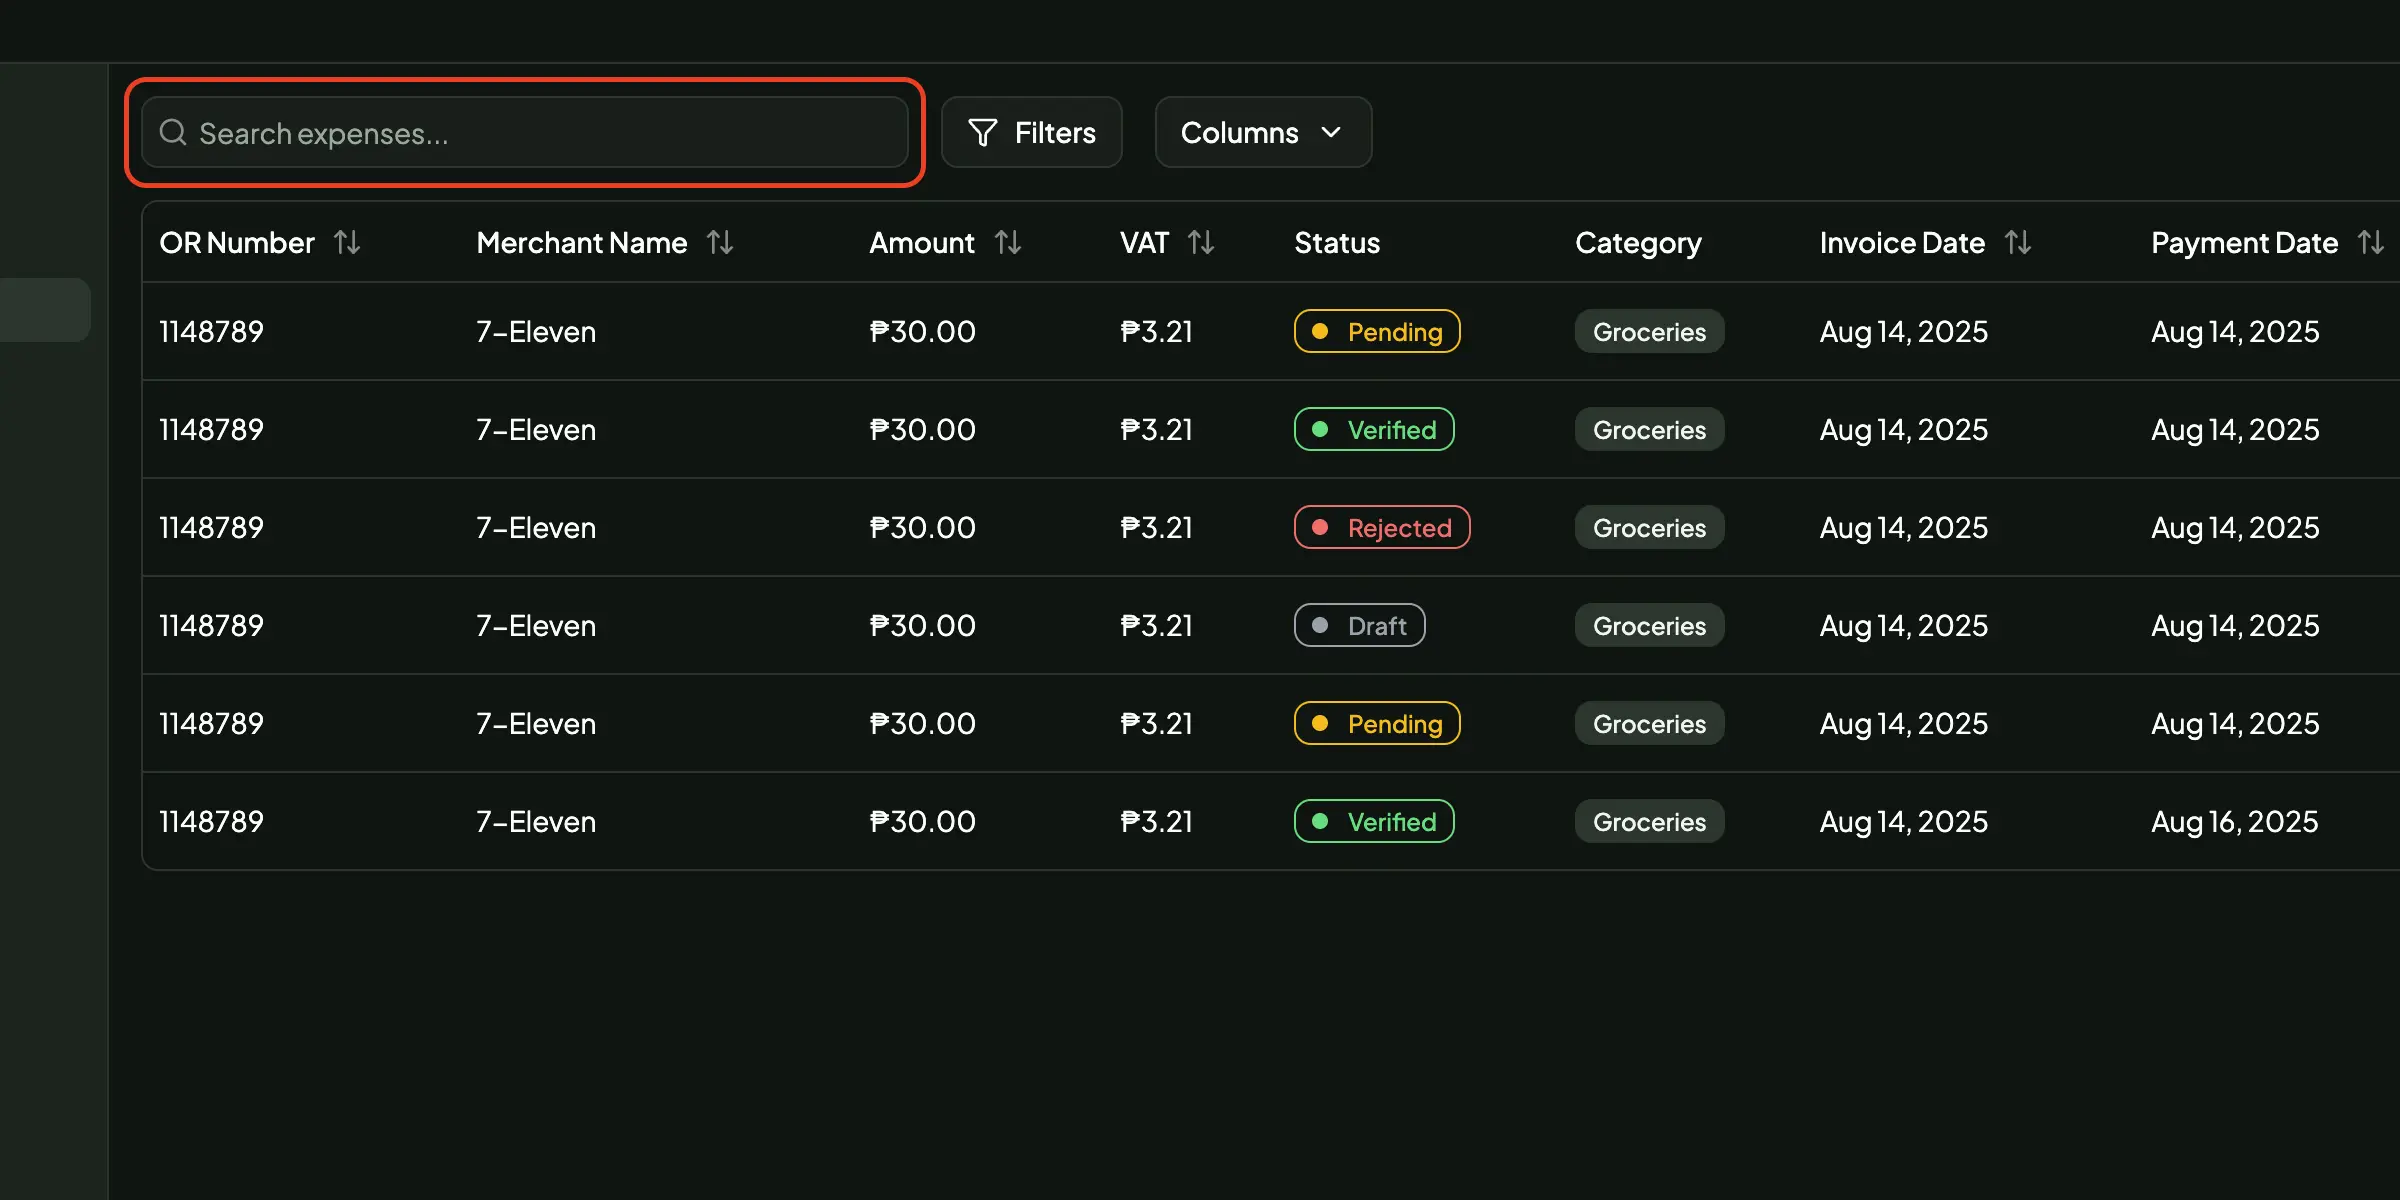 Search expenses... Filters Columns
OR Number Merchant Name Amount VAT Status Category Invoice Date Payment Date
1148789 7-Eleven ₱30.00 ₱3.21 Pending Groceries Aug 14, 2025 Aug 14, 2025
1148789 7-Eleven ₱30.00 ₱3.21 Verified Groceries Aug 14, 2025 Aug 14, 2025
1148789 7-Eleven ₱30.00 ₱3.21 Rejected Groceries Aug 14, 2025 Aug 14, 2025
1148789 7-Eleven ₱30.00 ₱3.21 Draft Groceries Aug 14, 2025 Aug 14, 2025
1148789 7-Eleven ₱30.00 ₱3.21 Pending Groceries Aug 14, 2025 Aug 14, 2025
1148789 7-Eleven ₱30.00 ₱3.21 Verified Groceries Aug 14, 2025 Aug 16, 2025